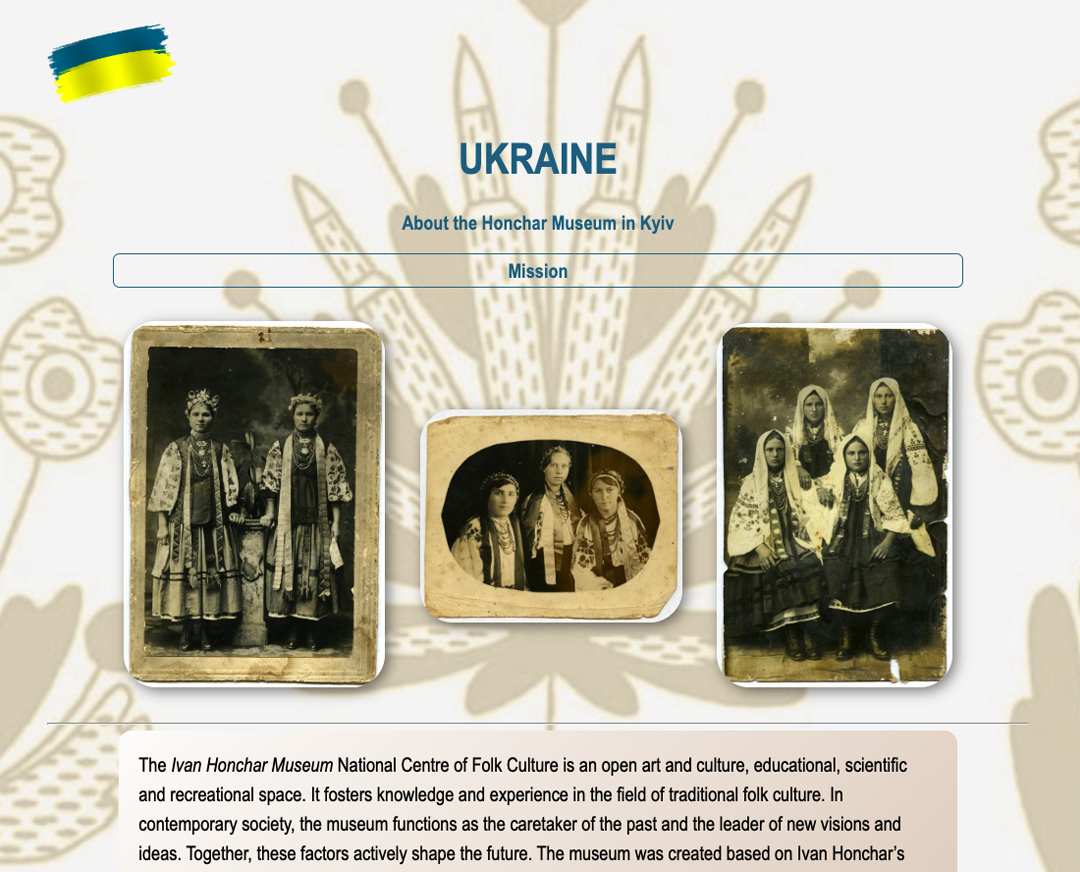 UKRAINE
About the Honchar Museum in Kyiv
Mission
The Ivan Honchar Museum National Centre of Folk Culture is an open art and culture, educational, scientific
and recreational space. It fosters knowledge and experience in the field of traditional folk culture. In
contemporary society, the museum functions as the caretaker of the past and the leader of new visions and
ideas. Together, these factors actively shape the future. The museum was created based on Ivan Honchar’s